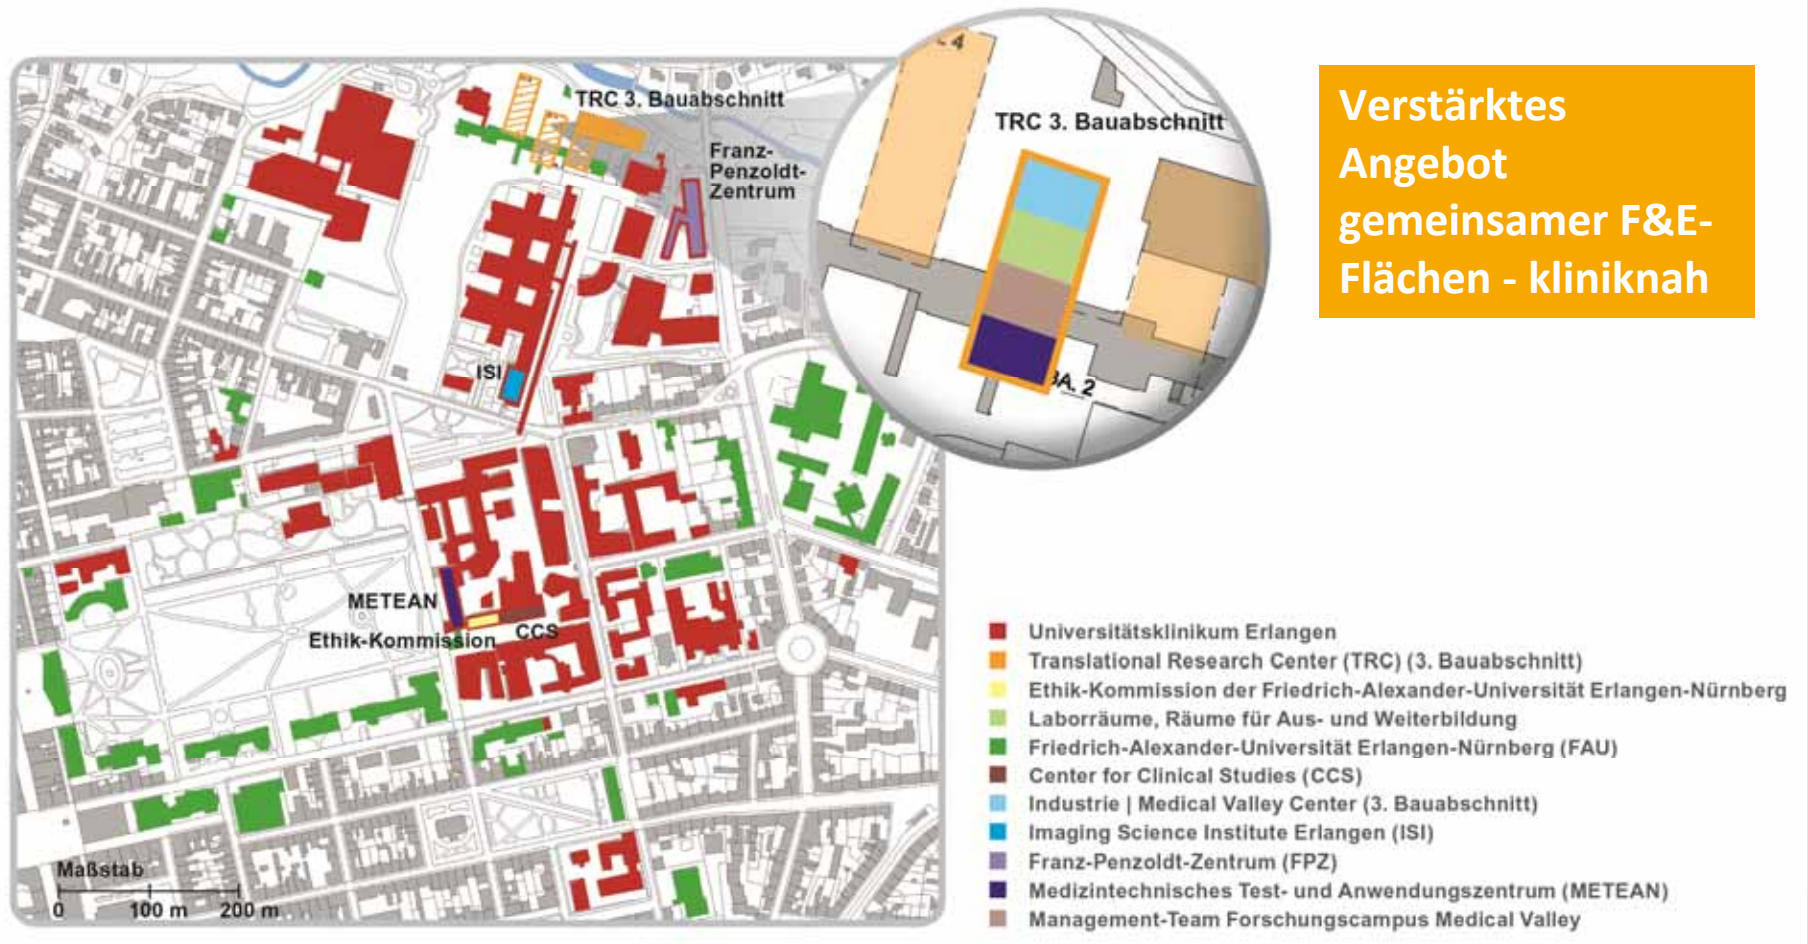 TRC 3. Bauabschnitt
Franz-
Penzoldt-
Zentrum
ISI
METEAN
Ethik-Kommission
CCS
Maßstab
0 100 m 200 m
. 4
TRC 3. Bauabschnitt
BA. 2
Verstärktes
Angebot
gemeinsamer F&E-
Flächen - kliniknah
Universitätsklinikum Erlangen
Translational Research Center (TRC) (3. Bauabschnitt)
Ethik-Kommission der Friedrich-Alexander-Universität Erlangen-Nürnberg
Laborräume, Räume für Aus- und Weiterbildung
Friedrich-Alexander-Universität Erlangen-Nürnberg (FAU)
Center for Clinical Studies (CCS)
Industrie | Medical Valley Center (3. Bauabschnitt)
Imaging Science Institute Erlangen (ISI)
Franz-Penzoldt-Zentrum (FPZ)
Medizintechnisches Test- und Anwendungszentrum (METEAN)
Management-Team Forschungscampus Medical Valley